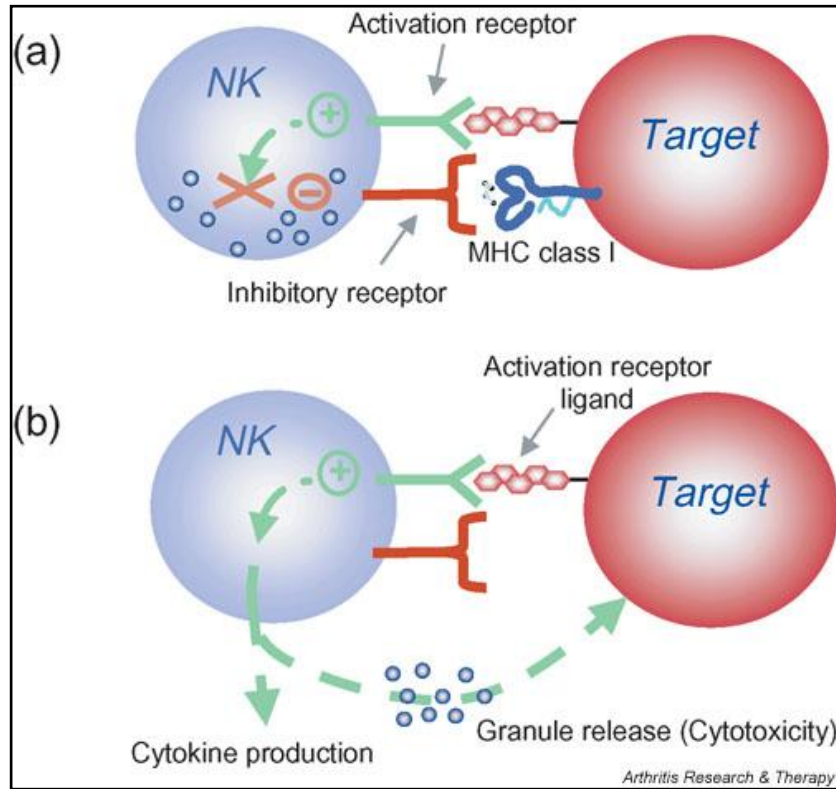 (a)
Activation receptor
NK
+
Target
−
MHC class I
Inhibitory receptor
(b)
Activation receptor
ligand
NK
+
Target
Granule release (Cytotoxicity)
Cytokine production
Arthritis Research & Therapy